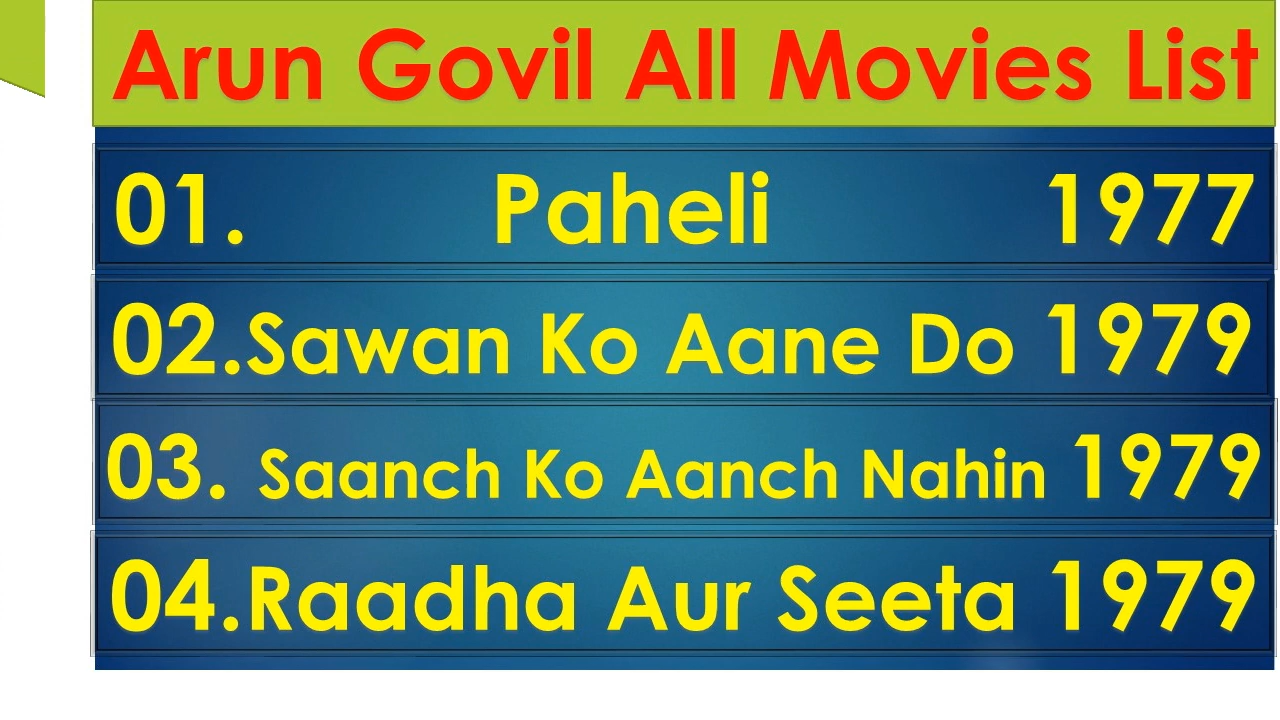 Arun Govil All Movies List
01. Paheli 1977
02.Sawan Ko Aane Do 1979
03. Saanch Ko Aanch Nahin 1979
04.Raadha Aur Seeta 1979